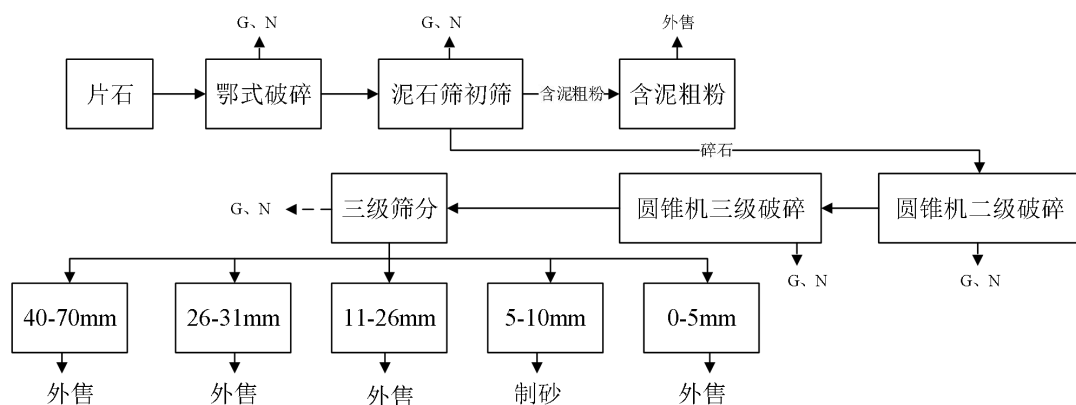 G、N
G、N
外售
片石
鄂式破碎
泥石筛初筛
含泥粗粉
含泥粗粉
碎石
G、N
三级筛分
圆锥机三级破碎
圆锥机二级破碎
G、N
G、N
40-70mm
26-31mm
11-26mm
5-10mm
0-5mm
外售
外售
外售
制砂
外售